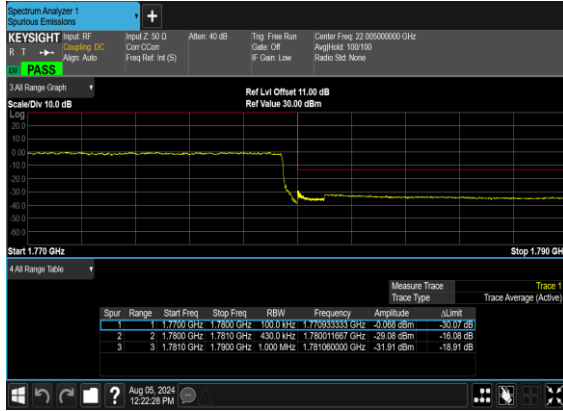 Spectrum Analyzer 1
Spurious Emissions
KEYSIGHT Input: RF Input Z: 50 Ω Atten: 40 dB Trig: Free Run Center Freq: 22.005000000 GHz
R T Coupling: DC Corr CCorr Gate: Off Avg|Hold: 100/100
Align: Auto Freq Ref: Int (S) IF Gain: Low Radio Std: None
PASS
3 All Range Graph Ref Lvl Offset 11.00 dB
Scale/Div 10.0 dB Ref Value 30.00 dBm
Log
20.0
10.0
0.00
-10.0
-20.0
-30.0
-40.0
-50.0
-60.0
Start 1.770 GHz Stop 1.790 GH
4 All Range Table
Measure Trace Trace 1
Trace Type Trace Average (Active)
Spur Range Start Freq Stop Freq RBW Frequency Amplitude ΔLimit
1 1 1.7700 GHz 1.7800 GHz 100.0 kHz 1.770933333 GHz -0.068 dBm -30.07 dB
2 2 1.7800 GHz 1.7810 GHz 430.0 kHz 1.780011667 GHz -29.08 dBm -16.08 dB
3 3 1.7810 GHz 1.7900 GHz 1.000 MHz 1.781060000 GHz -31.91 dBm -18.91 dB
Aug 05, 2024
12:22:28 PM